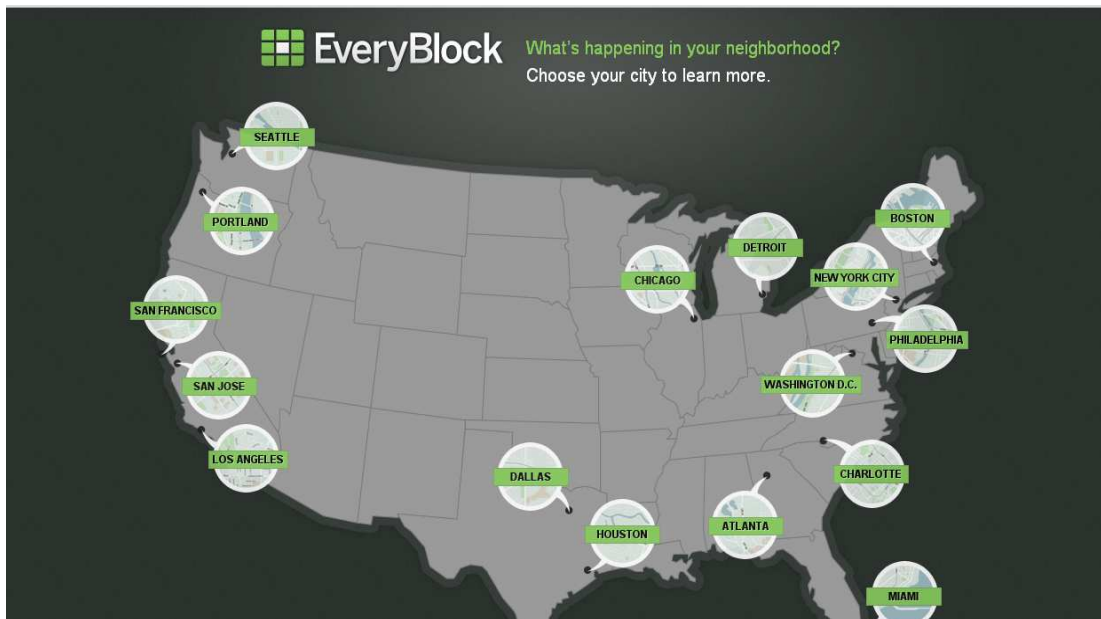 EveryBlock
What's happening in your neighborhood?
Choose your city to learn more.
SEATTLE
PORTLAND
BOSTON
DETROIT
CHICAGO
NEW YORK CITY
SAN FRANCISCO
PHILADELPHIA
SAN JOSE
WASHINGTON D.C.
LOS ANGELES
DALLAS
CHARLOTTE
HOUSTON
ATLANTA
MIAMI